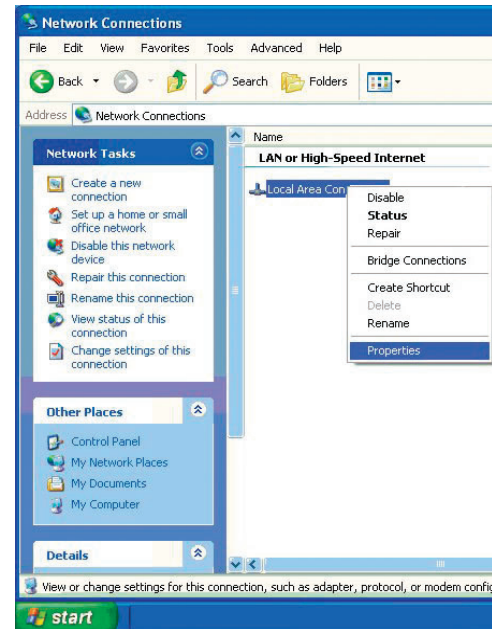 Network Connections
File Edit View Favorites Tools Advanced Help
Back Search Folders
Address Network Connections
Network Tasks
Create a new
connection
Set up a home or small
office network
Disable this network
device
Repair this connection
Rename this connection
View status of this
connection
Change settings of this
connection
Other Places
Control Panel
My Network Places
My Documents
My Computer
Details
Name
LAN or High-Speed Internet
Local Area Con
Disable
Status
Repair
Bridge Connections
Create Shortcut
Delete
Rename
Properties
View or change settings for this connection, such as adapter, protocol, or modem config
start